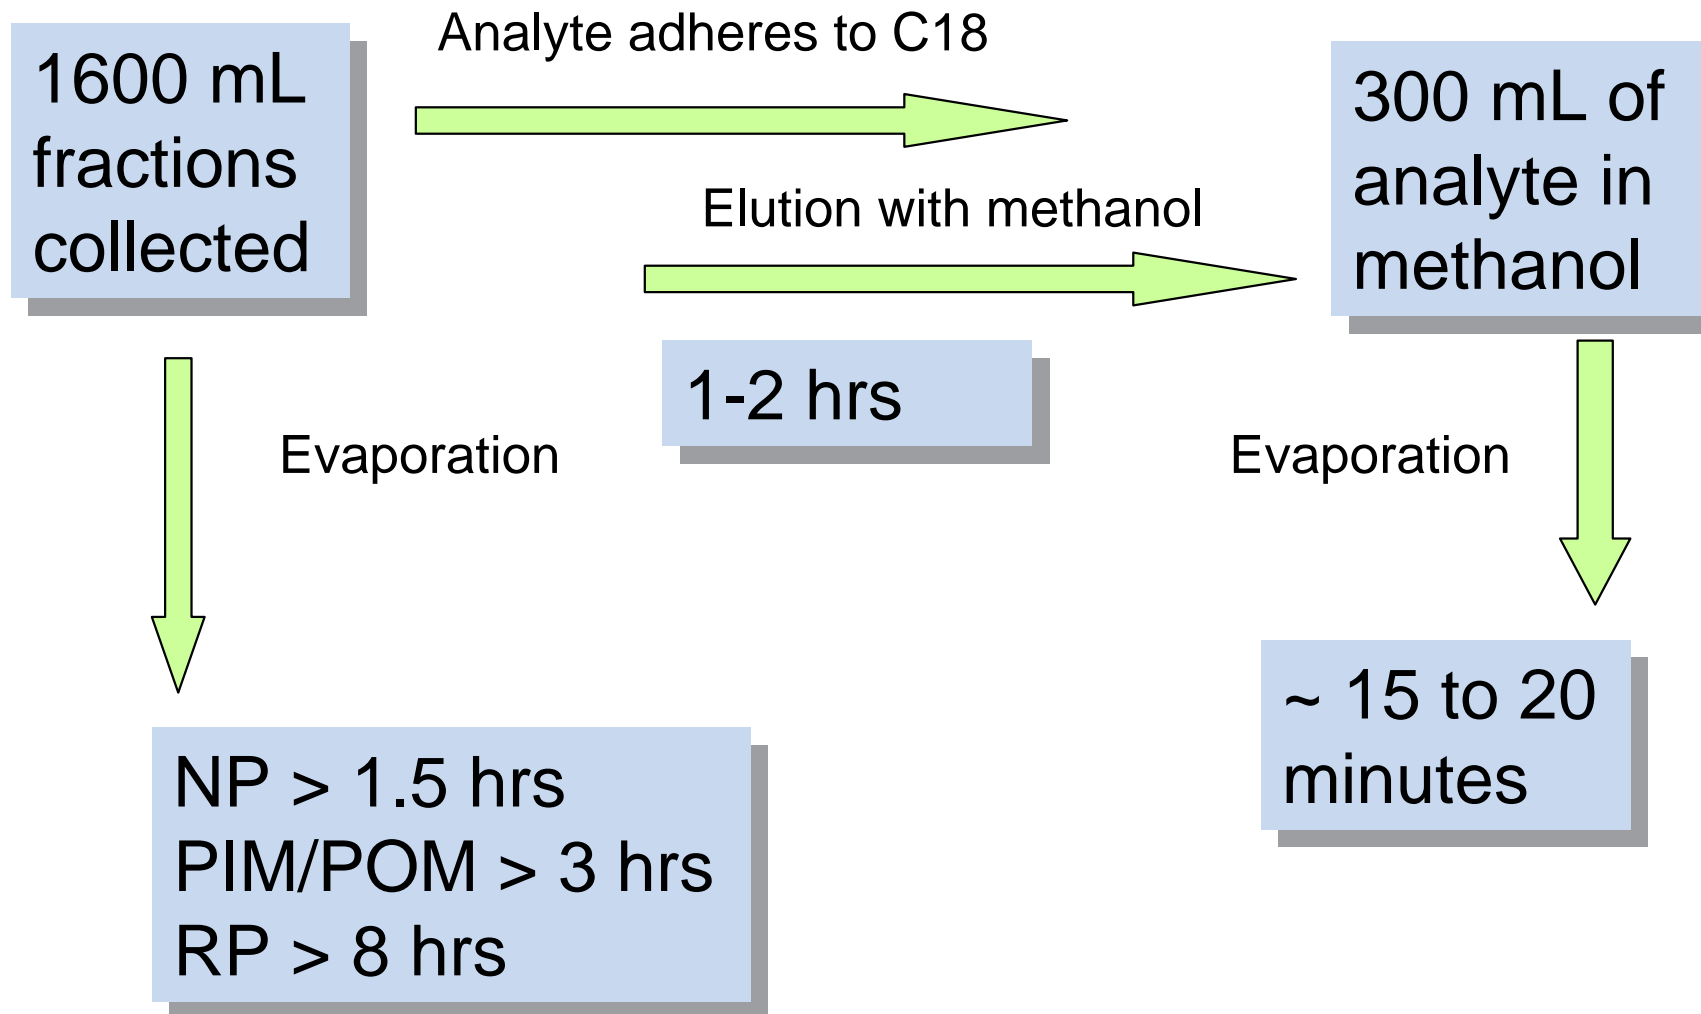 1600 mL
fractions
collected
Analyte adheres to C18
Elution with methanol
300 mL of
analyte in
methanol
1-2 hrs
Evaporation
Evaporation
NP > 1.5 hrs
PIM/POM > 3 hrs
RP > 8 hrs
~ 15 to 20
minutes